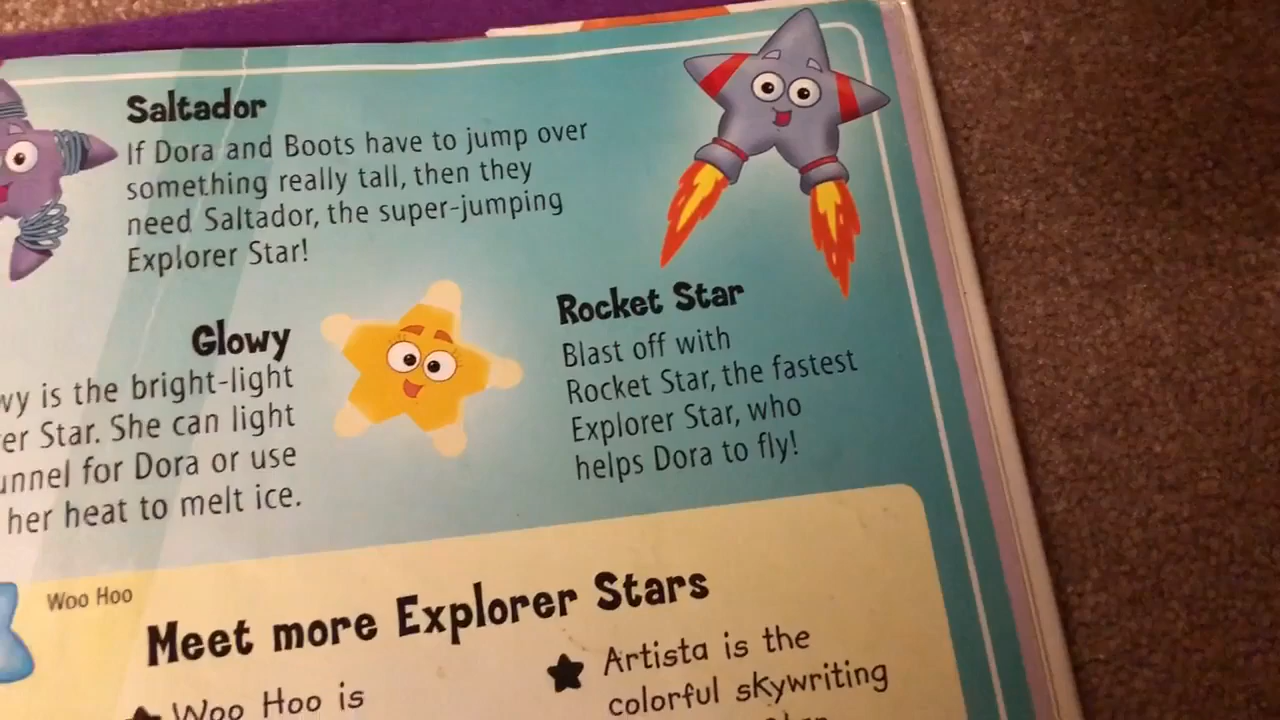 Saltador
If Dora and Boots have to jump over
something really tall, then they
need Saltador, the super-jumping
Explorer Star!
Glowy
is the bright-light
Star. She can light
for Dora or use
her heat to melt ice.
Rocket Star
Blast off with
Rocket Star, the fastest
Explorer Star, who
helps Dora to fly!
Woo Hoo
Meet more Explorer Stars
Woo Hoo is
Artista is the
colorful skywriting